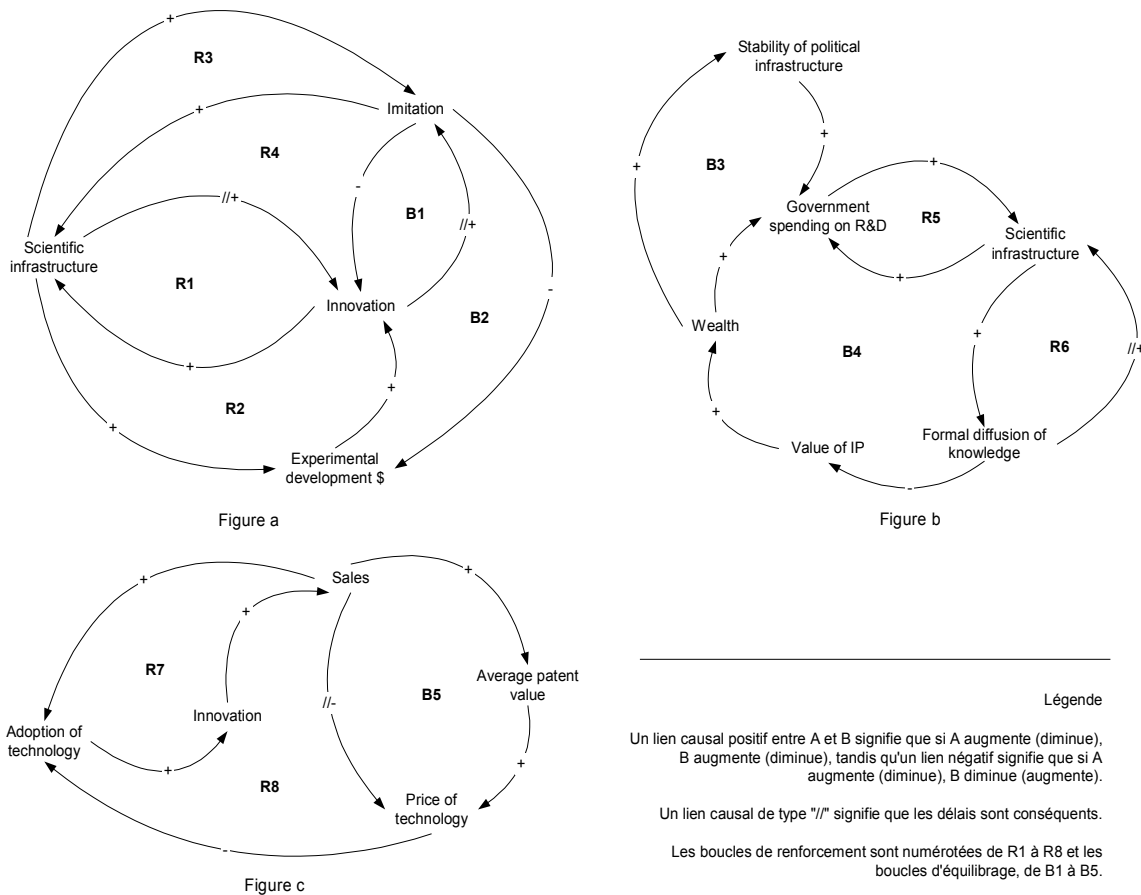 +
R3
Imitation
+
R4
-
//+
B1
//+
Scientific
infrastructure
R1
-
Innovation
B2
+
+
R2
+
Experimental
development $
Figure a
Stability of political
infrastructure
+
+
B3
+
Government
spending on R&D
R5
Scientific
infrastructure
+
+
Wealth
B4
+
R6
//+
+
Value of IP
Formal diffusion of
knowledge
-
Figure b
+
Sales
+
+
R7
Average patent
value
//-
B5
Innovation
Adoption of
technology
+
+
R8
Price of
technology
-
Figure c
Légende
Un lien causal positif entre A et B signifie que si A augmente (diminue),
B augmente (diminue), tandis qu'un lien négatif signifie que si A
augmente (diminue), B diminue (augmente).
Un lien causal de type "//" signifie que les délais sont conséquents.
Les boucles de renforcement sont numérotées de R1 à R8 et les
boucles d'équilibrage, de B1 à B5.